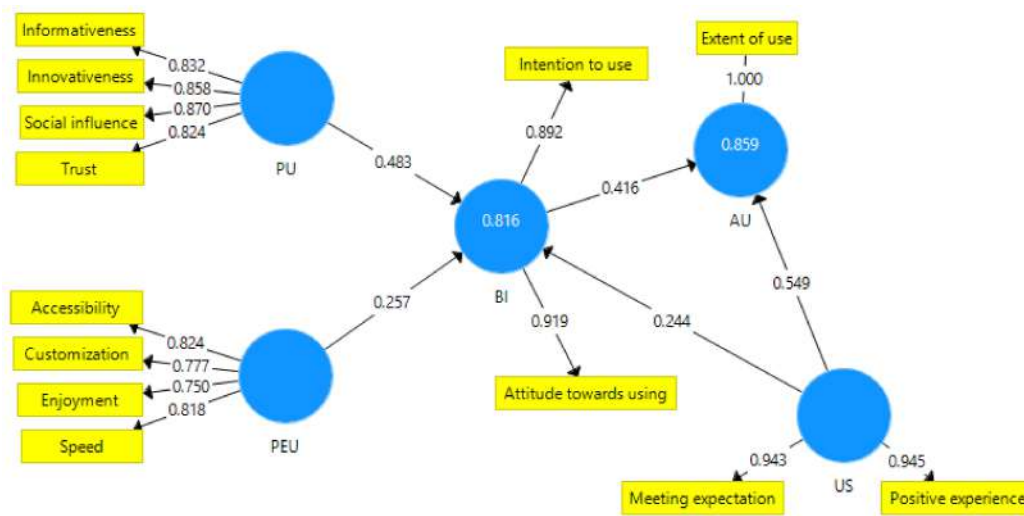 Informativeness
0.832
Innovativeness
0.858
Social influence
0.870
0.824
Trust
PU
0.483
Intention to use
0.892
Extent of use
1.000
0.859
AU
0.416
0.816
BI
0.549
0.257
0.244
0.919
Attitude towards using
Accessibility
0.824
Customization
0.777
0.750
Enjoyment
0.818
Speed
PEU
0.943
0.945
US
Meeting expectation
Positive experience